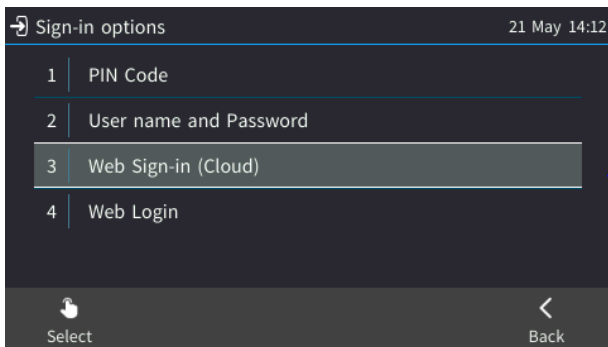 Sign-in options 21 May 14:12
1 PIN Code
2 User name and Password
3 Web Sign-in (Cloud)
4 Web Login
Select Back